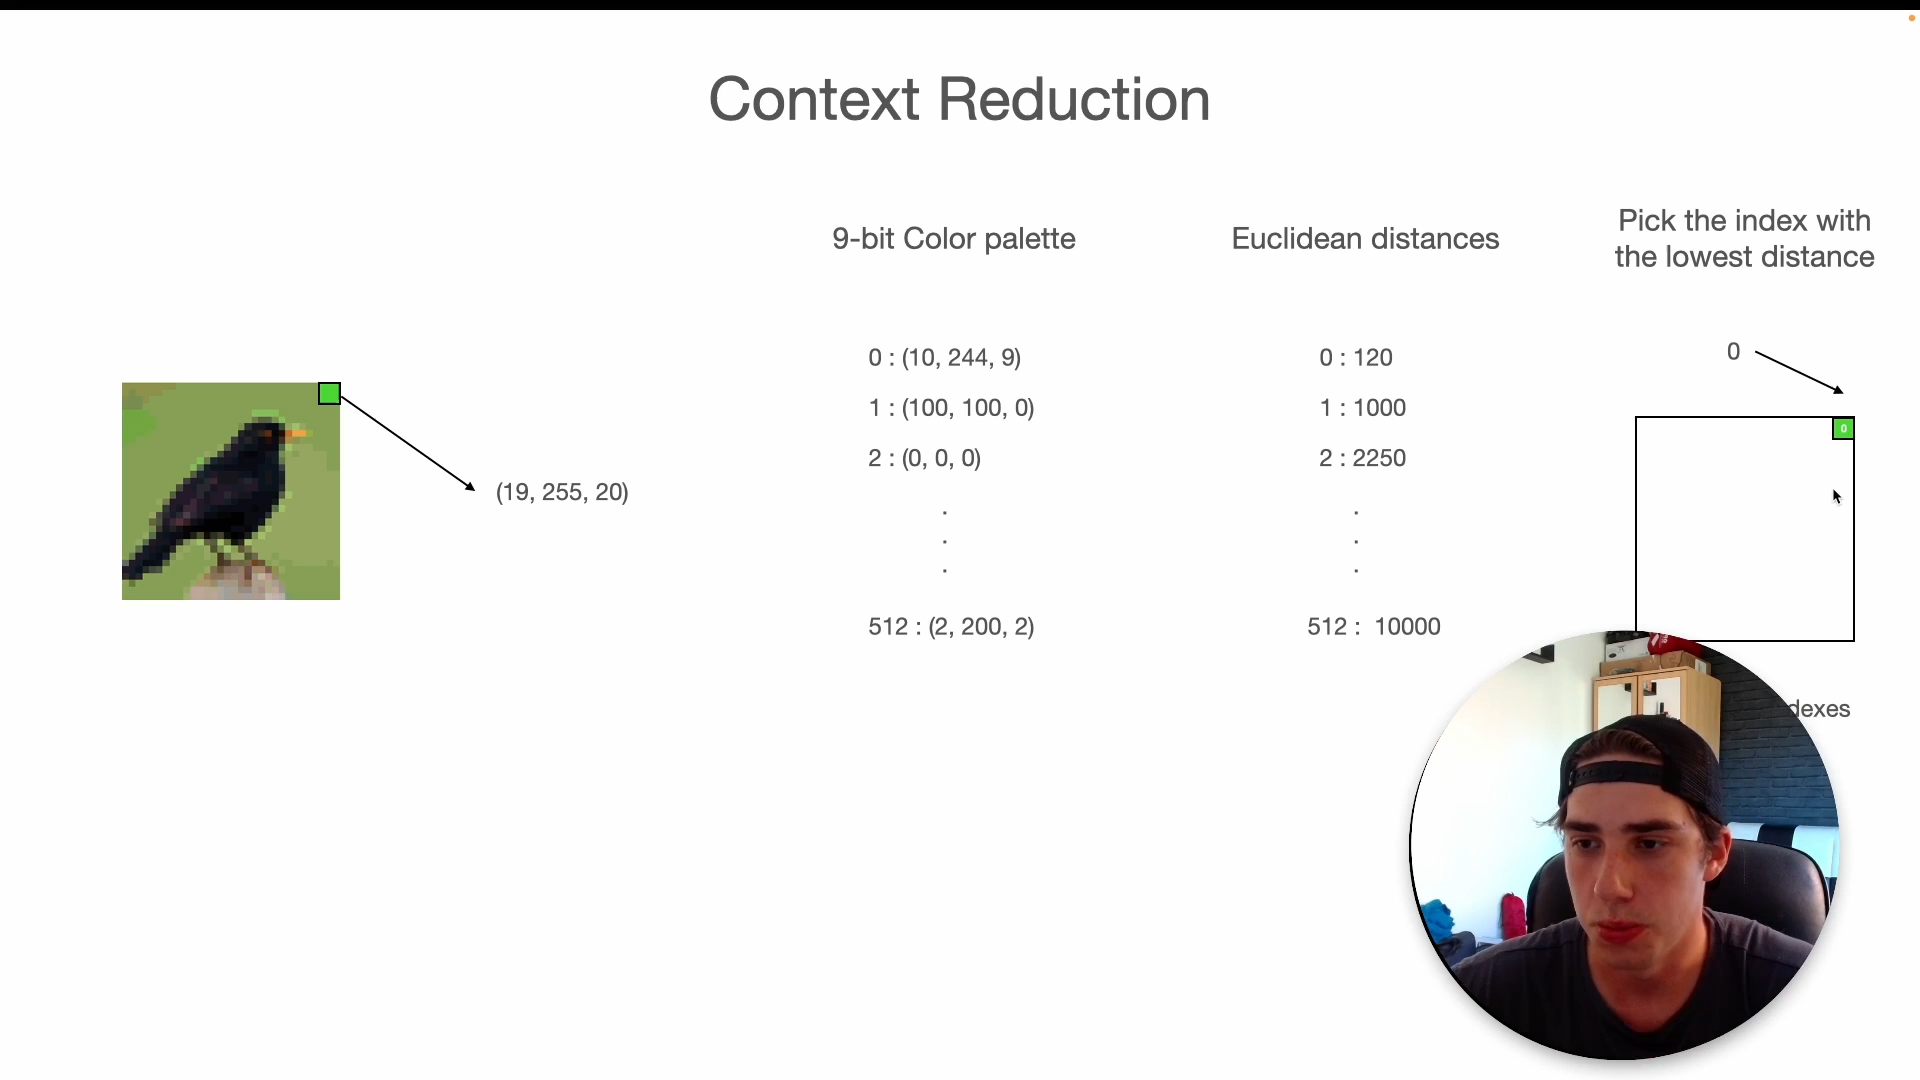 Context Reduction
9-bit Color palette
Euclidean distances
Pick the index with
the lowest distance
(19, 255, 20)
0 : (10, 244, 9)
1 : (100, 100, 0)
2 : (0, 0, 0)
.
.
.
512 : (2, 200, 2)
0 : 120
1 : 1000
2 : 2250
.
.
.
512 : 10000
0
0